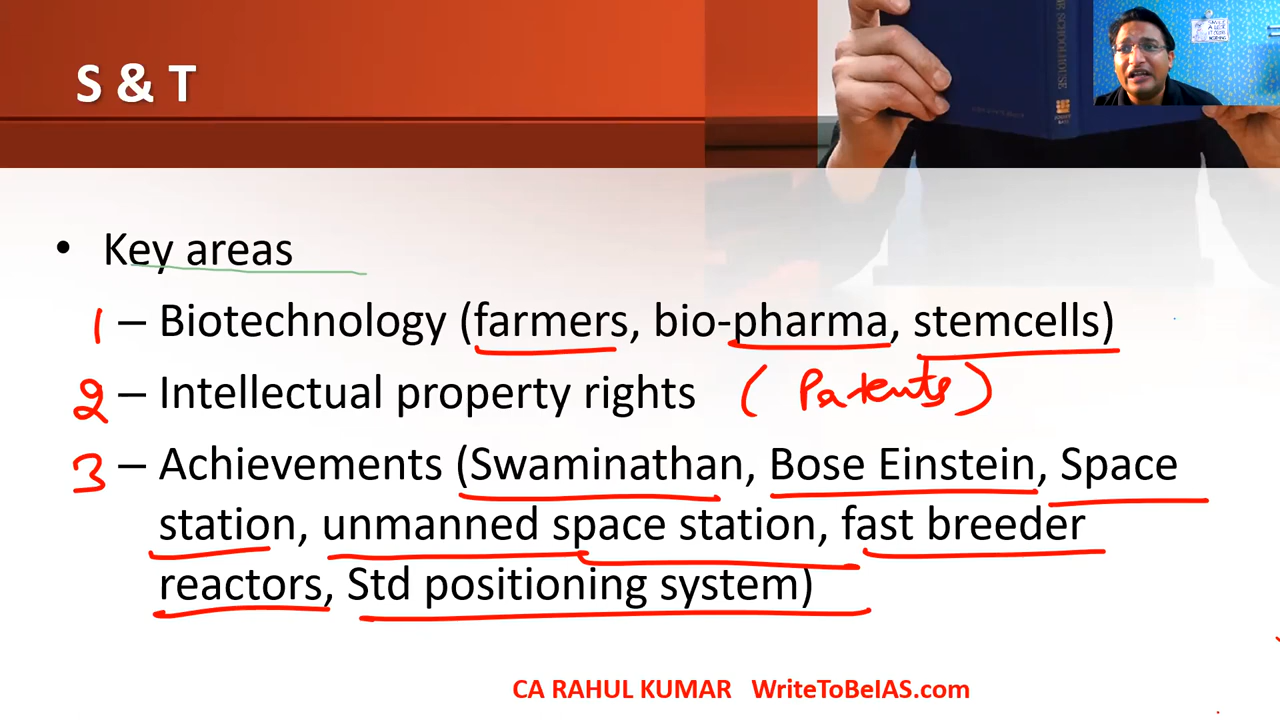 S & T
• Key areas
1 – Biotechnology (farmers, bio-pharma, stemcells)
2 – Intellectual property rights (Patents)
3 – Achievements (Swaminathan, Bose Einstein, Space
station, unmanned space station, fast breeder
reactors, Std positioning system)
CA RAHUL KUMAR WriteToBeIAS.com